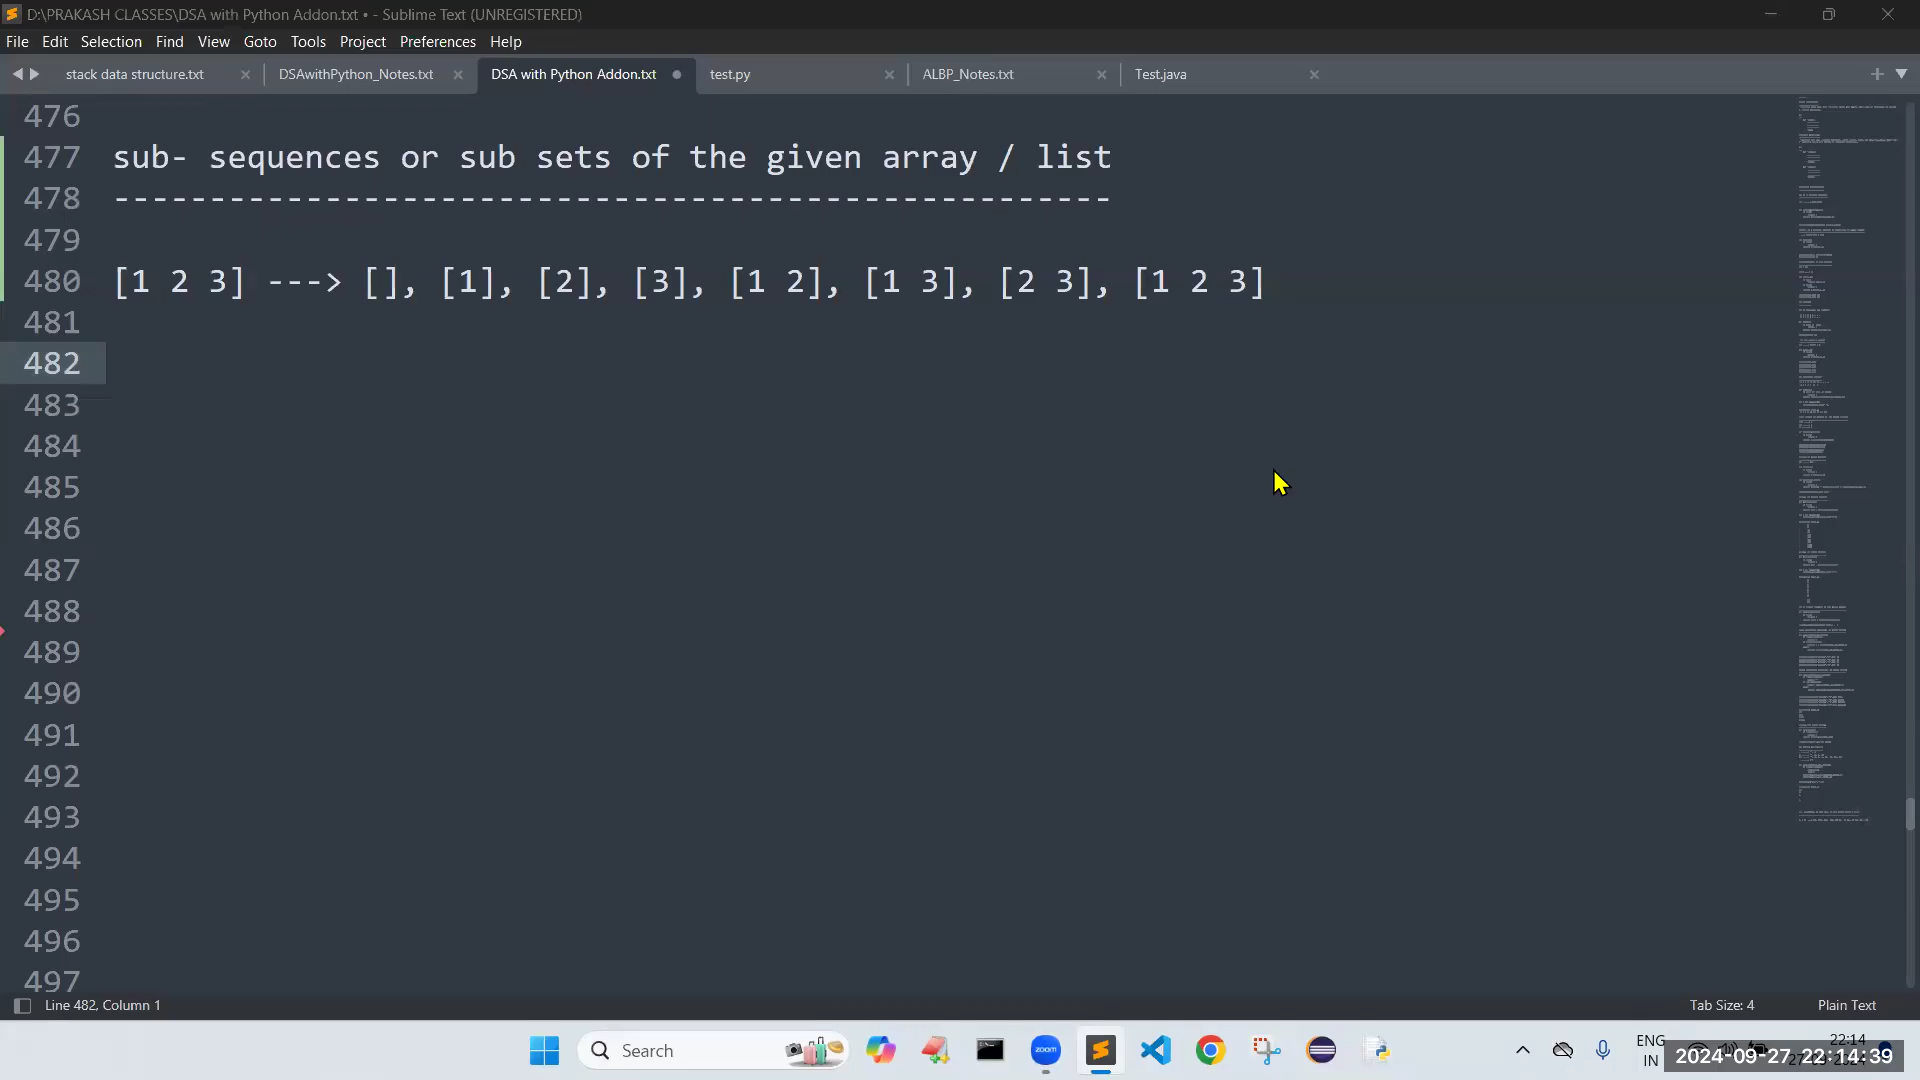 D:\PRAKASH CLASSES\DSA with Python Addon.txt • - Sublime Text (UNREGISTERED)
File Edit Selection Find View Goto Tools Project Preferences Help
stack data structure.txt DSAwithPython_Notes.txt DSA with Python Addon.txt test.py ALBP_Notes.txt Test.java
476
477 sub- sequences or sub sets of the given array / list
478 ----------------------------------------------------
479
480 [1 2 3] ---> [], [1], [2], [3], [1 2], [1 3], [2 3], [1 2 3]
481
482
483
484
485
486
487
488
489
490
491
492
493
494
495
496
497
Line 482, Column 1 Tab Size: 4 Plain Text
Search zoom ENG 22:14
IN 2024-09-27 22:14:39